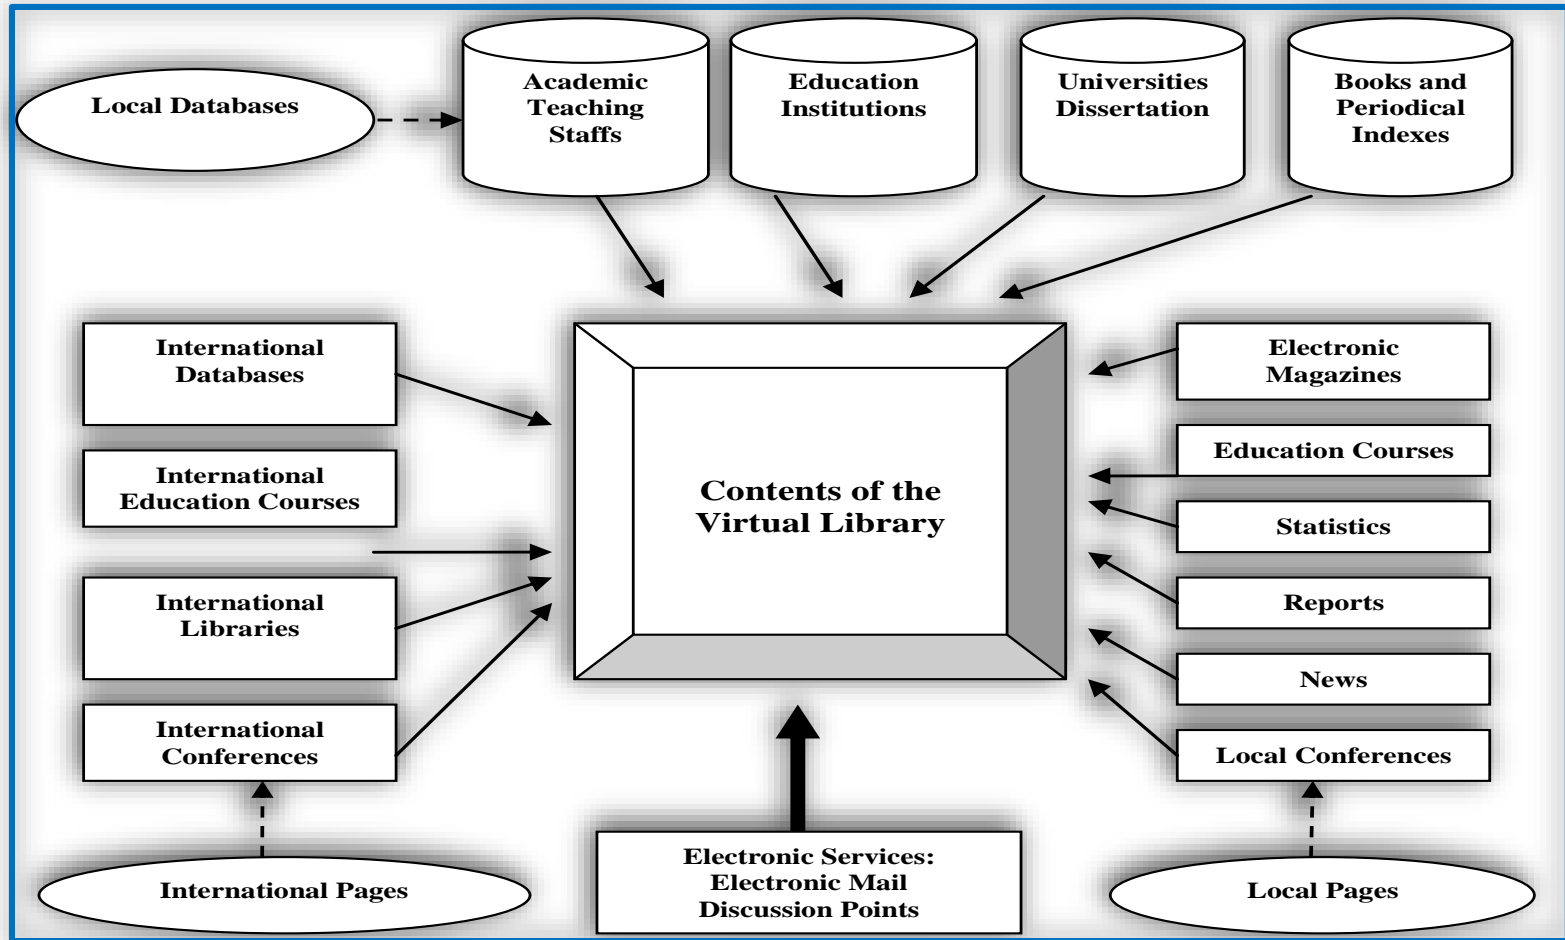 Local Databases
Academic
Teaching
Staffs
Education
Institutions
Universities
Dissertation
Books and
Periodical
Indexes
International
Databases
International
Education Courses
International
Libraries
International
Conferences
International Pages
Contents of the
Virtual Library
Electronic Services:
Electronic Mail
Discussion Points
Electronic
Magazines
Education Courses
Statistics
Reports
News
Local Conferences
Local Pages